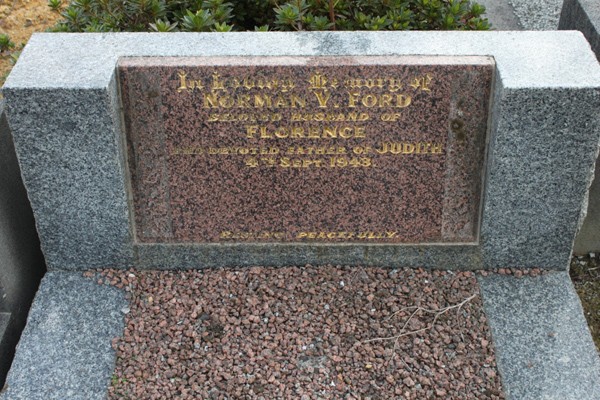 In Loving Memory of
NORMAN V. FORD
BELOVED HUSBAND OF
FLORENCE
AND DEVOTED FATHER OF JUDITH
4TH SEPT. 1943.
RESTING PEACEFULLY.